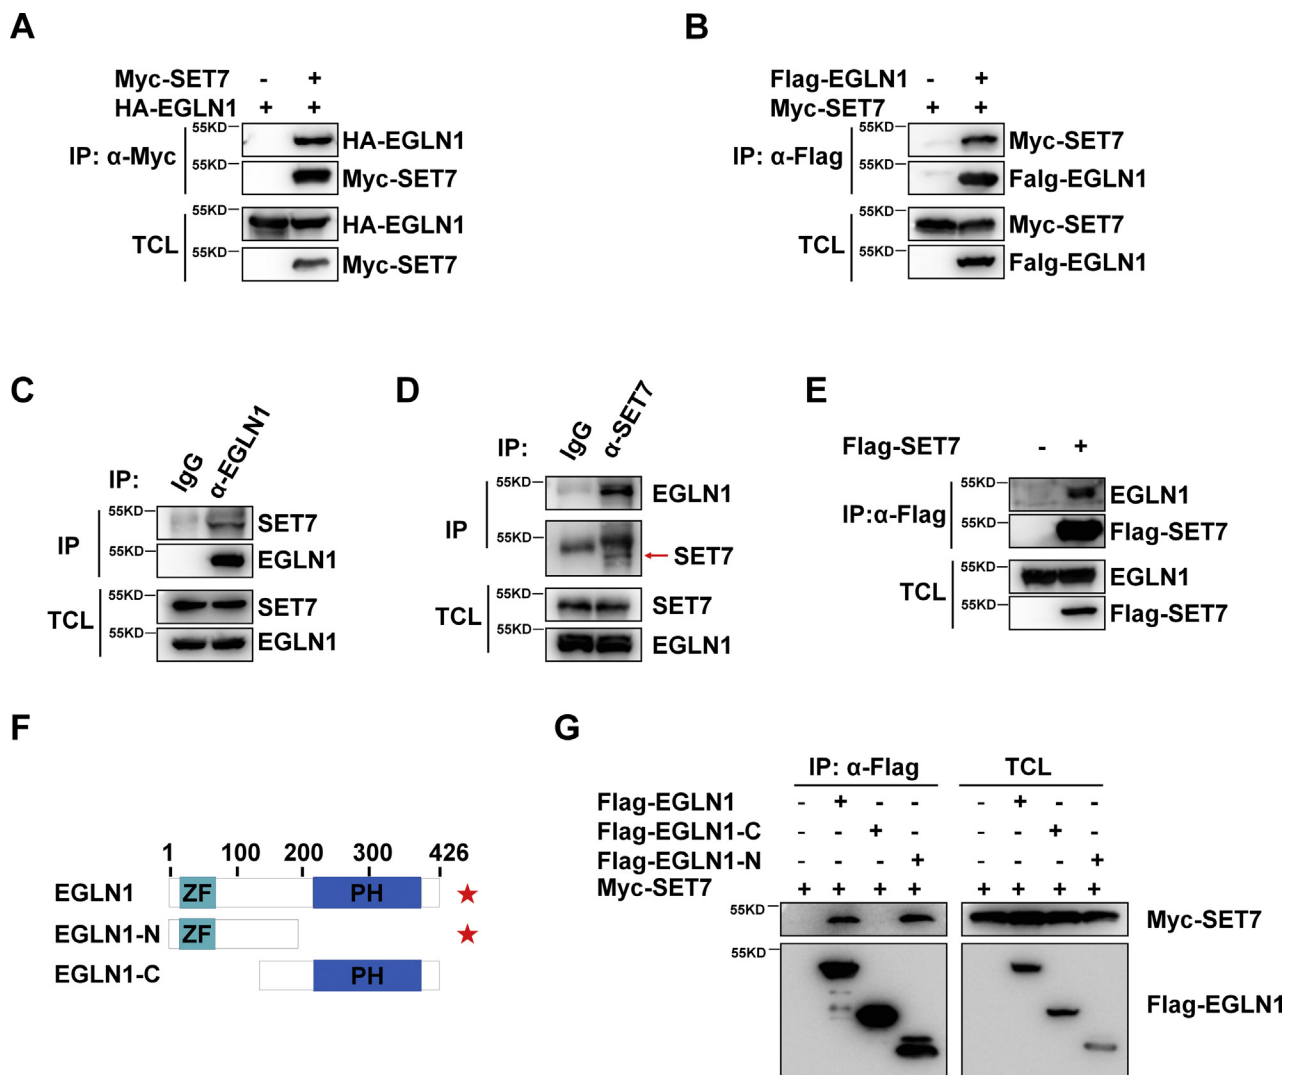 A
Myc-SET7 - +
HA-EGLN1 + +
IP: α-Myc
55KD
HA-EGLN1
55KD
Myc-SET7
TCL
55KD
HA-EGLN1
55KD
Myc-SET7
B
Flag-EGLN1 - +
Myc-SET7 + +
IP: α-Flag
55KD
Myc-SET7
55KD
Falg-EGLN1
TCL
55KD
Myc-SET7
55KD
Falg-EGLN1
C
IP: IgG α-EGLN1
IP
55KD
SET7
55KD
EGLN1
TCL
55KD
SET7
55KD
EGLN1
D
IP: IgG α-SET7
IP
55KD
EGLN1
55KD
SET7
TCL
55KD
SET7
55KD
EGLN1
E
Flag-SET7 - +
IP:α-Flag
55KD
EGLN1
55KD
Flag-SET7
TCL
55KD
EGLN1
55KD
Flag-SET7
F
1 100 200 300 426
EGLN1 ZF PH
EGLN1-N ZF
EGLN1-C PH
G
IP: α-Flag TCL
Flag-EGLN1 - + - - - + - -
Flag-EGLN1-C - - + - - - + -
Flag-EGLN1-N - - - + - - - +
Myc-SET7 + + + + + + + +
55KD 55KD Myc-SET7
55KD 55KD Flag-EGLN1